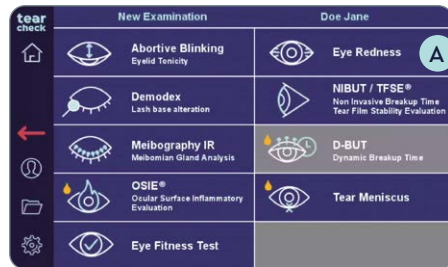 tear
check
New Examination
Doe Jane
Abortive Blinking
Eyelid Tenicity
Eye Redness
A
Demodex
Lash base alteration
NIBUT / TFSE®
Non Invasive Breakup Time
Tear Film Stability Evaluation
Meibography IR
Meibomian Gland Analysis
D-BUT
Dynamic Breakup Time
OSIE®
Ocular Surface Inflammatory
Evaluation
Tear Meniscus
Eye Fitness Test